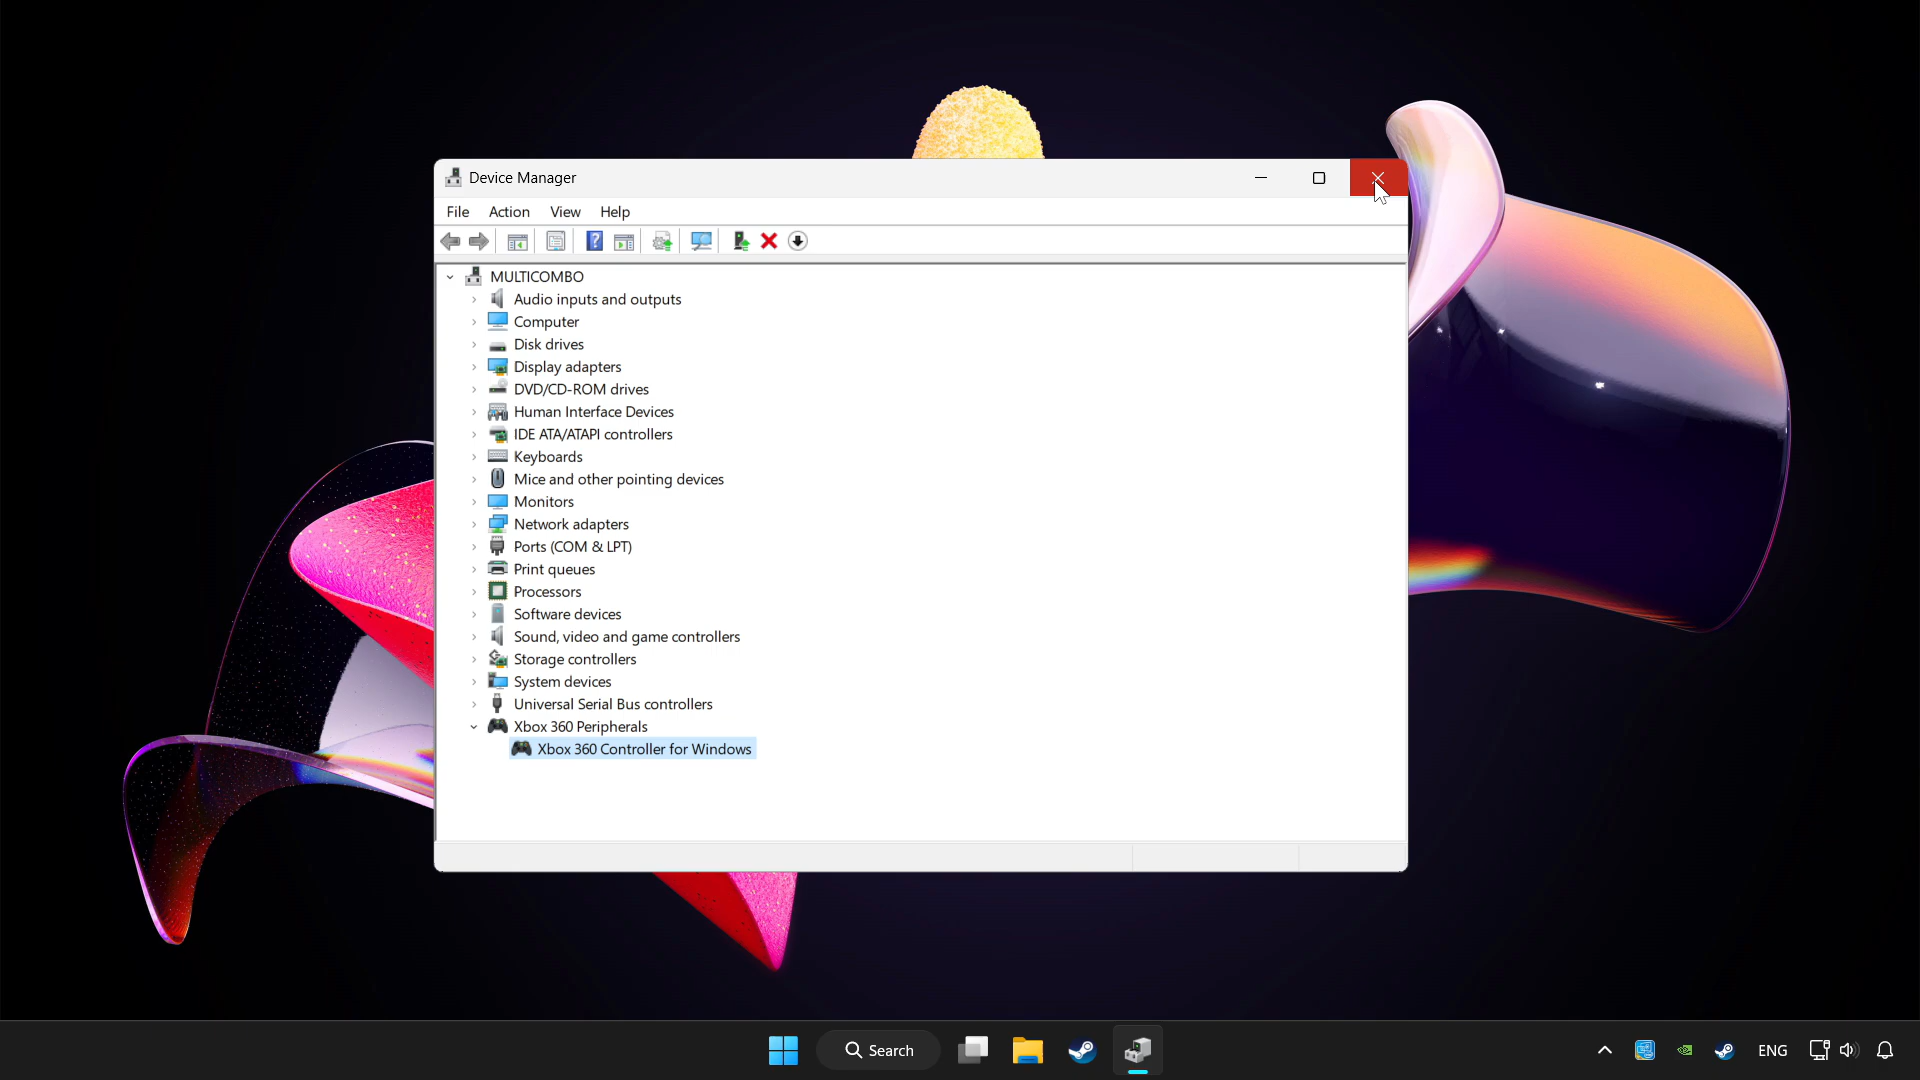 Device Manager
File Action View Help
MULTICOMBO
Audio inputs and outputs
Computer
Disk drives
Display adapters
DVD/CD-ROM drives
Human Interface Devices
IDE ATA/ATAPI controllers
Keyboards
Mice and other pointing devices
Monitors
Network adapters
Ports (COM & LPT)
Print queues
Processors
Software devices
Sound, video and game controllers
Storage controllers
System devices
Universal Serial Bus controllers
Xbox 360 Peripherals
Xbox 360 Controller for Windows
Search
ENG